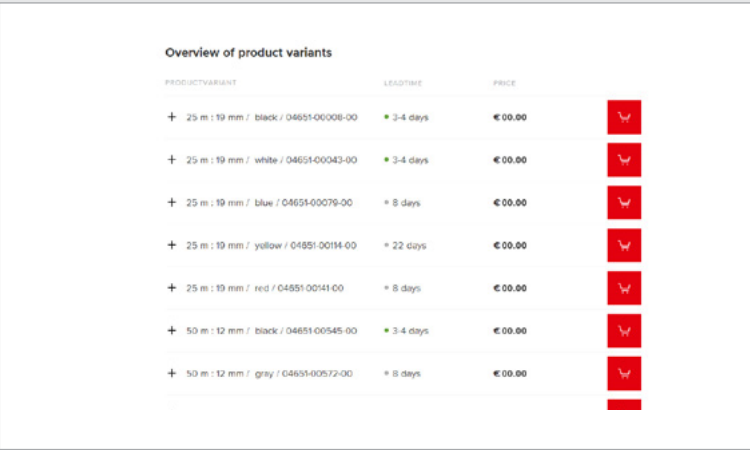 Overview of product variants
PRODUCTVARIANT LEADTIME PRICE
+ 25 m : 19 mm / black / 04651-00008-00 3-4 days € 00.00
+ 25 m : 19 mm / white / 04651-00043-00 3-4 days € 00.00
+ 25 m : 19 mm / blue / 04651-00079-00 8 days € 00.00
+ 25 m : 19 mm / yellow / 04651-00114-00 22 days € 00.00
+ 25 m : 19 mm / red / 04651-00141-00 8 days € 00.00
+ 50 m : 12 mm / black / 04651-00545-00 3-4 days € 00.00
+ 50 m : 12 mm / gray / 04651-00572-00 8 days € 00.00